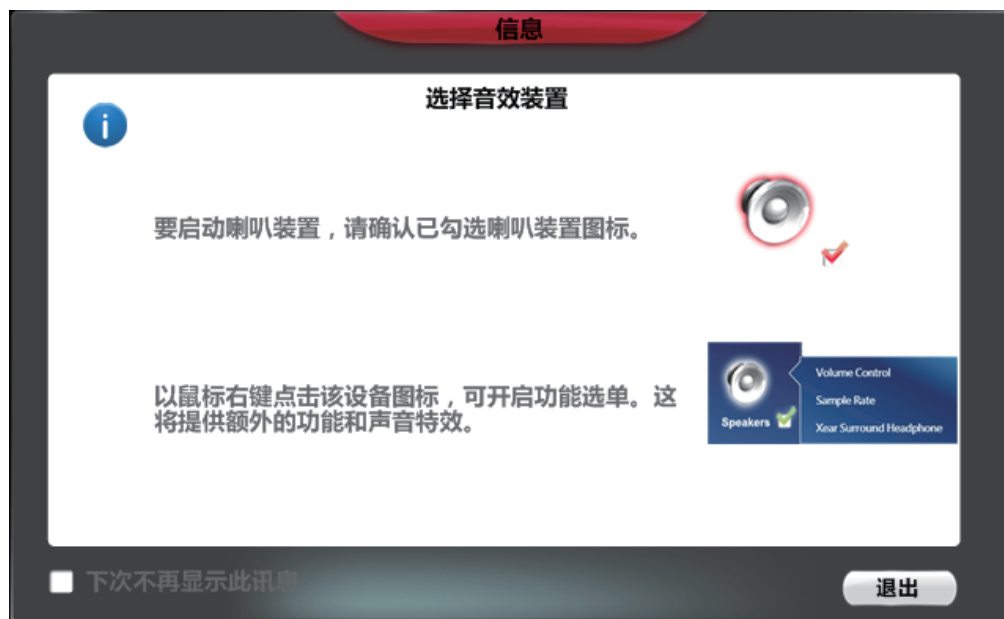 信息
选择音效装置
要启动喇叭装置，请确认已勾选喇叭装置图标。
以鼠标右键点击该设备图标，可开启功能选单。这
将提供额外的功能和声音特效。
Speakers
Volume Control
Sample Rate
Xear Surround Headphone
下次不再显示此讯息
退出